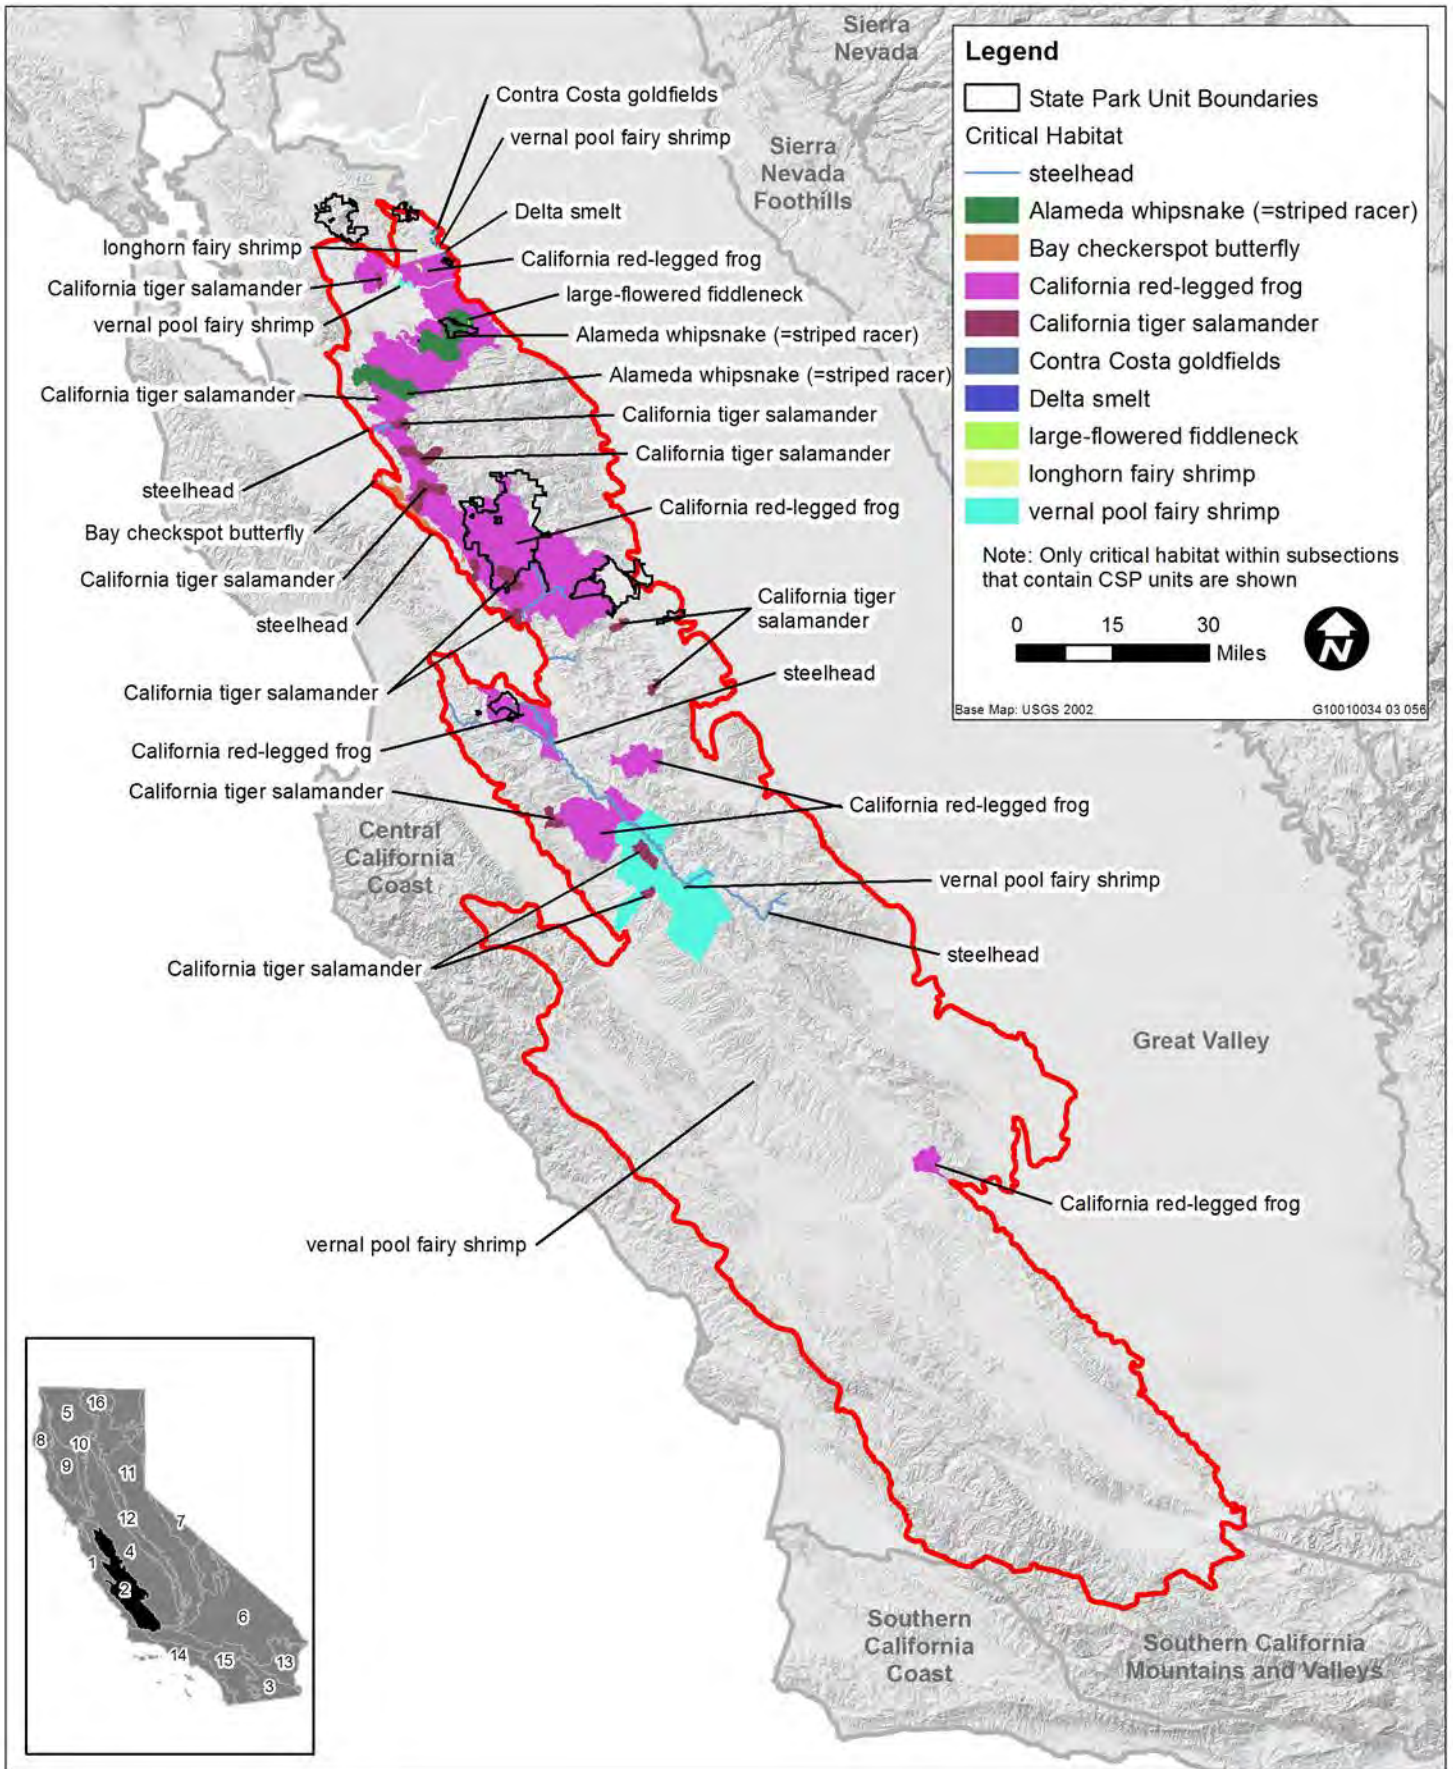 Sierra
Nevada
Sierra
Nevada
Foothills
Legend
State Park Unit Boundaries
Critical Habitat
steelhead
Alameda whipsnake (=striped racer)
Bay checkerspot butterfly
California red-legged frog
California tiger salamander
Contra Costa goldfields
Delta smelt
large-flowered fiddleneck
longhorn fairy shrimp
vernal pool fairy shrimp
Note: Only critical habitat within subsections
that contain CSP units are shown
0 15 30
Miles
N
Base Map: USGS 2002
G10010034 03 056
Contra Costa goldfields
vernal pool fairy shrimp
Delta smelt
longhorn fairy shrimp
California red-legged frog
California tiger salamander
large-flowered fiddleneck
vernal pool fairy shrimp
Alameda whipsnake (=striped racer)
Alameda whipsnake (=striped racer)
California tiger salamander
California tiger salamander
California tiger salamander
steelhead
California red-legged frog
Bay checkspot butterfly
California tiger salamander
California tiger
salamander
steelhead
steelhead
California tiger salamander
California red-legged frog
California tiger salamander
California red-legged frog
Central
California
Coast
vernal pool fairy shrimp
steelhead
California tiger salamander
Great Valley
California red-legged frog
vernal pool fairy shrimp
Southern
California
Coast
Southern California
Mountains and Valleys
16
5
8
10
9
11
12
7
1
4
2
6
14
15
13
3